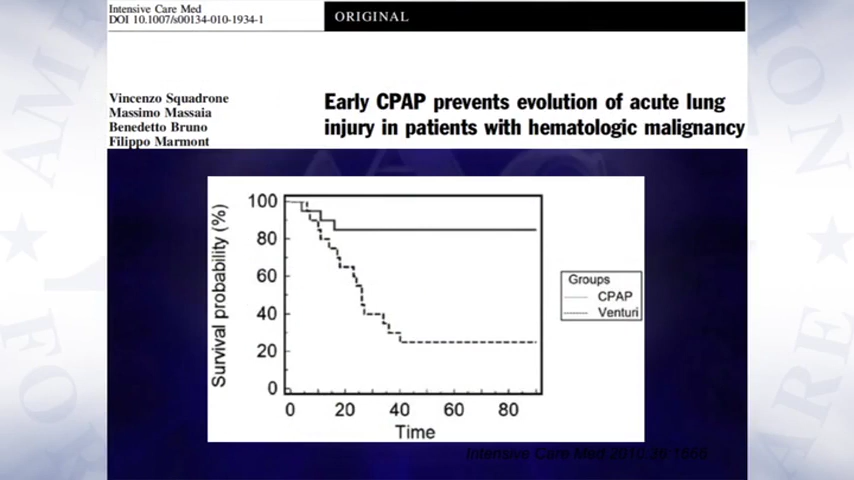 Intensive Care Med
DOI 10.1007/s00134-010-1934-1
ORIGINAL
Vincenzo Squadrone
Massimo Massaia
Benedetto Bruno
Filippo Marmont
Early CPAP prevents evolution of acute lung
injury in patients with hematologic malignancy
Survival probability (%)
100
80
60
40
20
0
0 20 40 60 80
Time
Groups
CPAP
Venturi
Intensive Care Med 2010